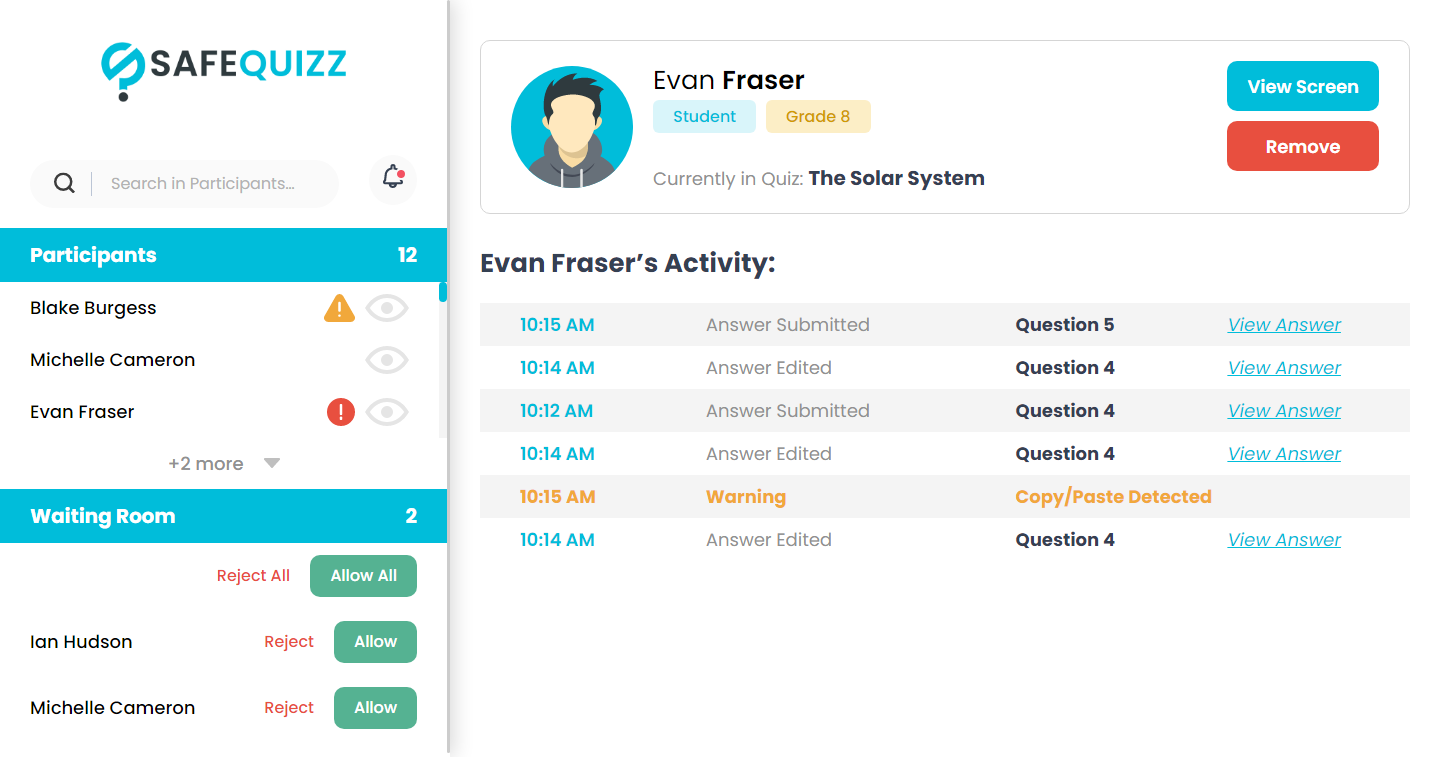 SAFEQUIZZ
Search in Participants...
Participants 12
Blake Burgess
Michelle Cameron
Evan Fraser
+2 more
Waiting Room 2
Reject All Allow All
Ian Hudson Reject Allow
Michelle Cameron Reject Allow
Evan Fraser
Student Grade 8
Currently in Quiz: The Solar System
View Screen
Remove
Evan Fraser’s Activity:
10:15 AM Answer Submitted Question 5 View Answer
10:14 AM Answer Edited Question 4 View Answer
10:12 AM Answer Submitted Question 4 View Answer
10:14 AM Answer Edited Question 4 View Answer
10:15 AM Warning Copy/Paste Detected
10:14 AM Answer Edited Question 4 View Answer